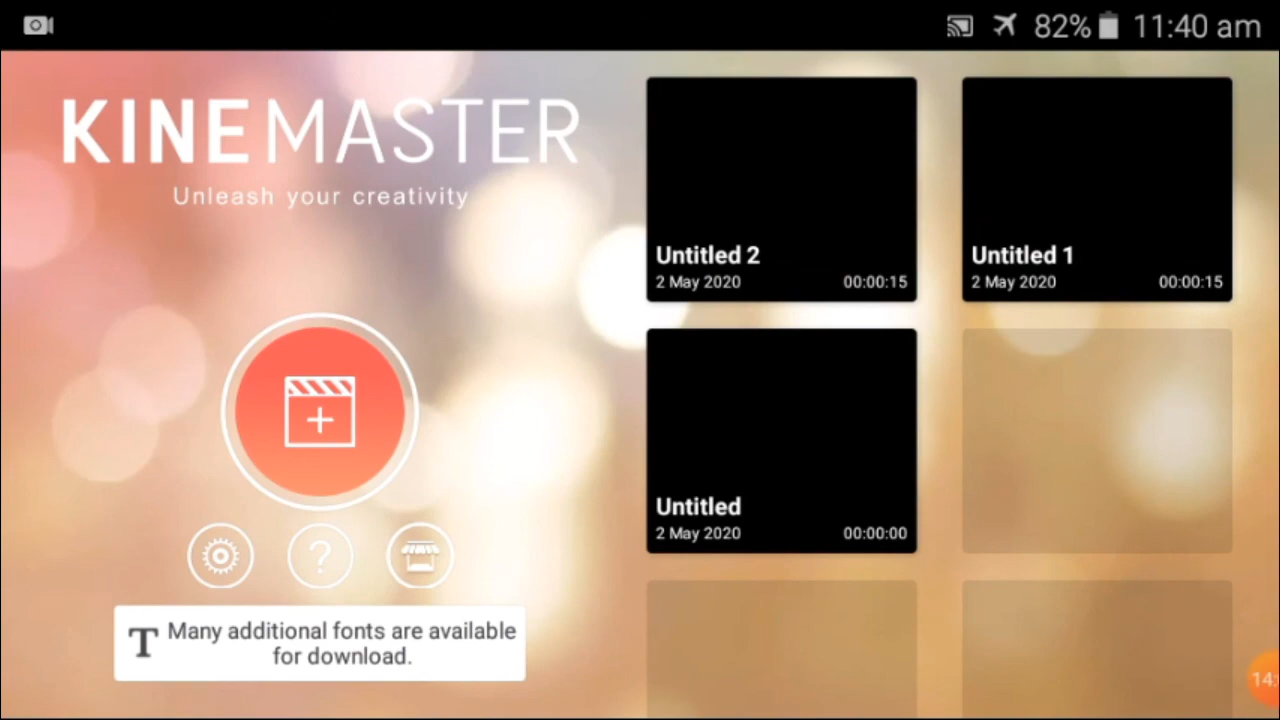 82% 11:40 am
KINEMASTER
Unleash your creativity
Untitled 2
2 May 2020 00:00:15
Untitled 1
2 May 2020 00:00:15
Untitled
2 May 2020 00:00:00
?
T Many additional fonts are available
for download.
14: